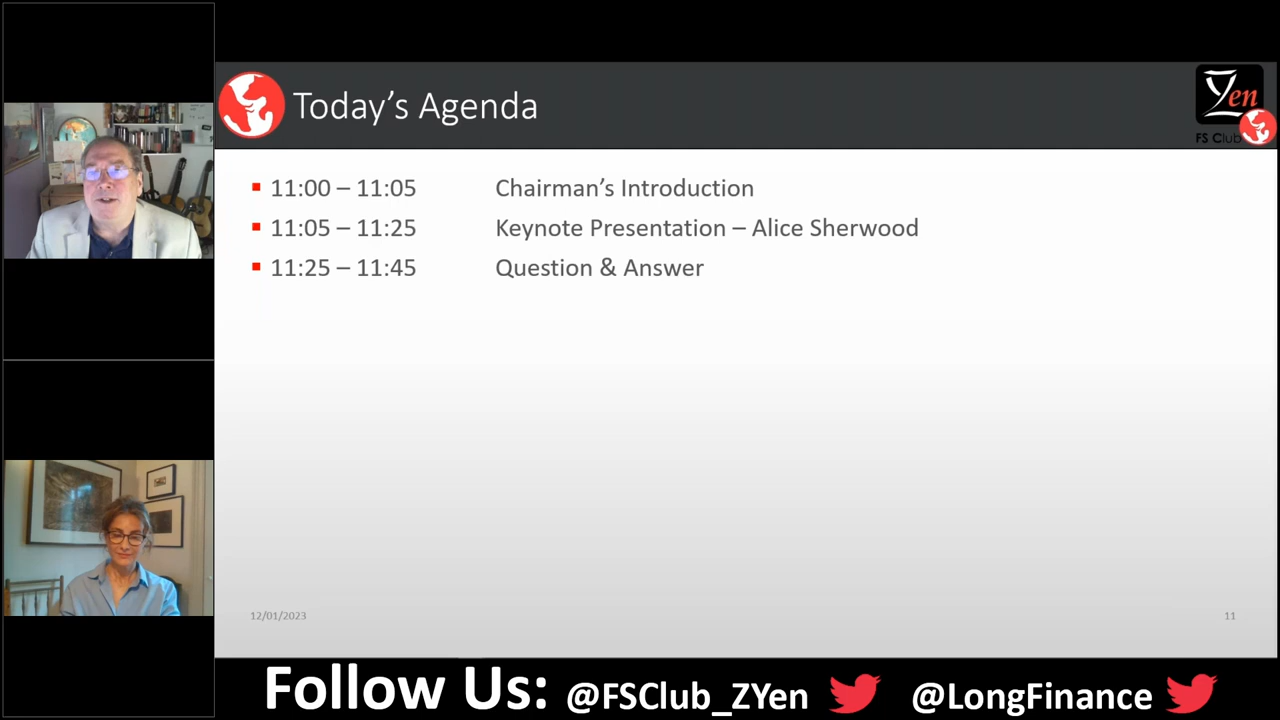 Today's Agenda
Zen
FS Club
▪ 11:00 – 11:05 Chairman's Introduction
▪ 11:05 – 11:25 Keynote Presentation – Alice Sherwood
▪ 11:25 – 11:45 Question & Answer
12/01/2023
11
Follow Us: @FSClub_ZYen @LongFinance